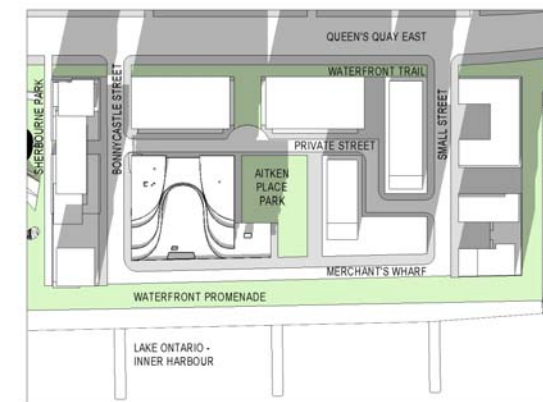 QUEEN'S QUAY EAST
WATERFRONT TRAIL
SHERBOURNE PARK
BONNYCASTLE STREET
SMALL STREET
PRIVATE STREET
AITKEN
PLACE
PARK
MERCHANT'S WHARF
WATERFRONT PROMENADE
LAKE ONTARIO -
INNER HARBOUR